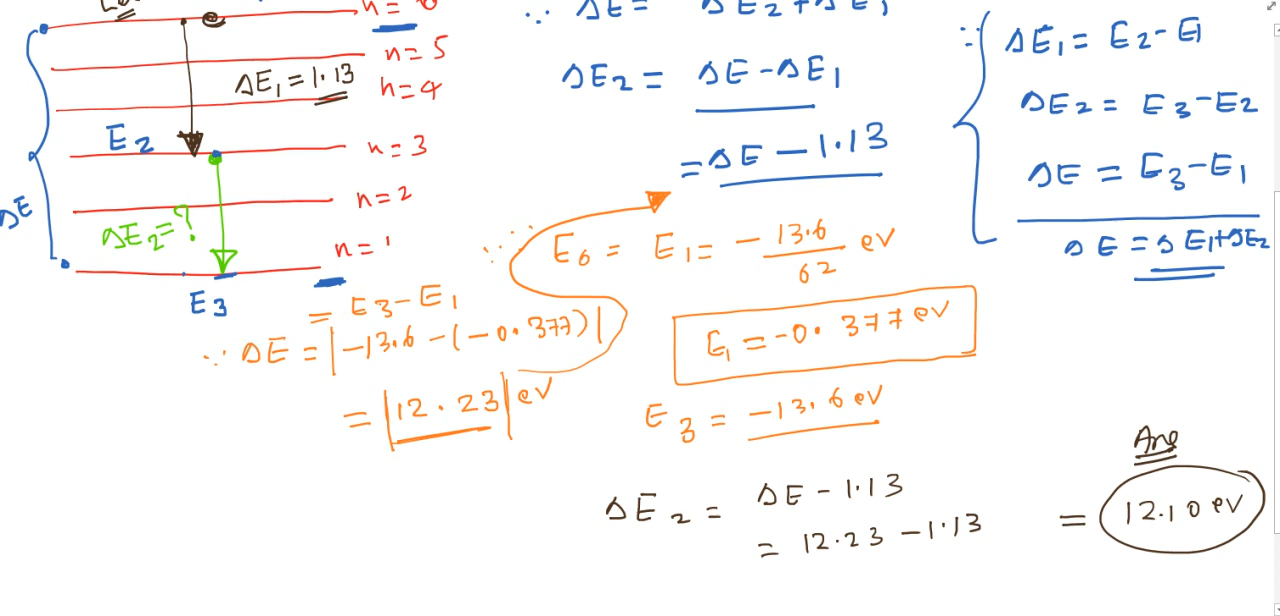 n = 6
e
n = 5
ΔE₁ = 1.13
n = 4
E₂
n = 3
n = 2
ΔE
ΔE₂ = ?
n = 1
E₃
∵ ΔE = ΔE₂ + ΔE₁
ΔE₂ = ΔE - ΔE₁
= ΔE - 1.13
∵ ΔE₁ = E₂ - E₁
ΔE₂ = E₃ - E₂
ΔE = E₃ - E₁
ΔE = ΔE₁ + ΔE₂
∵ E₆ = E₁ = - 13.6 / 6² eV
E₁ = -0.377 eV
E₃ = -13.6 eV
= E₃ - E₁
∵ ΔE = |-13.6 - (-0.377)|
= |12.23| eV
ΔE₂ = ΔE - 1.13
= 12.23 - 1.13
Ans
= 12.10 eV